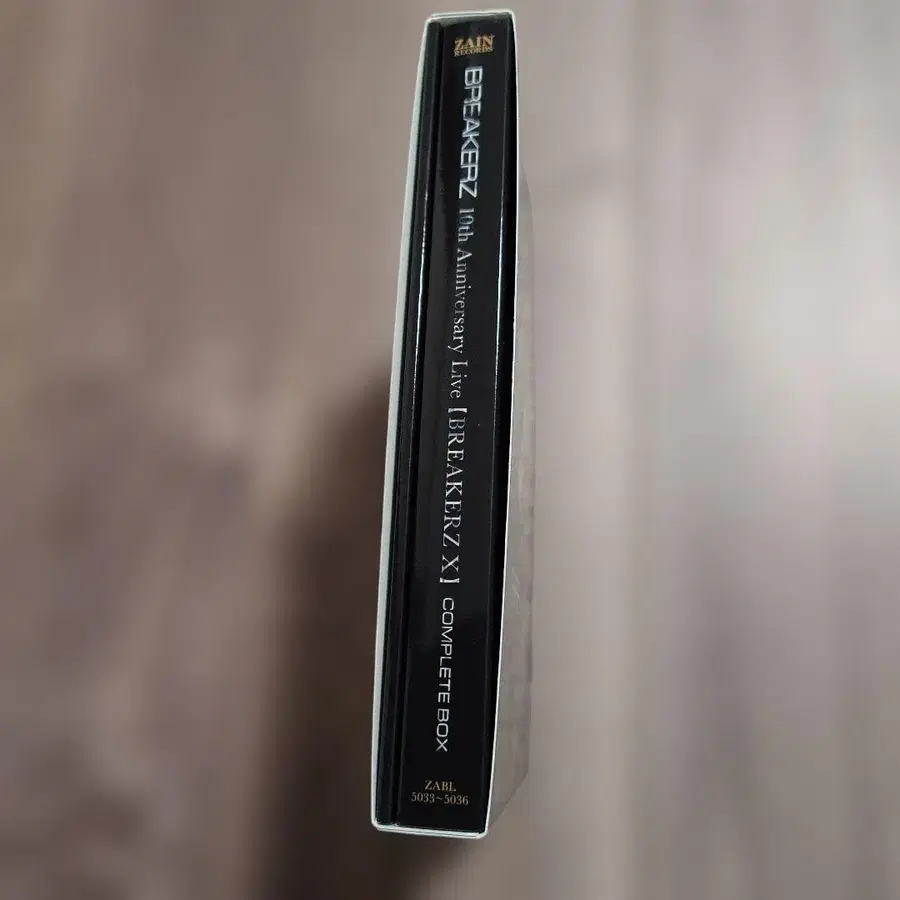 ZAIN
RECORDS
BREAKERZ 10th Anniversary Live【BREAKERZ X】COMPLETE BOX
ZABL
5033~5036